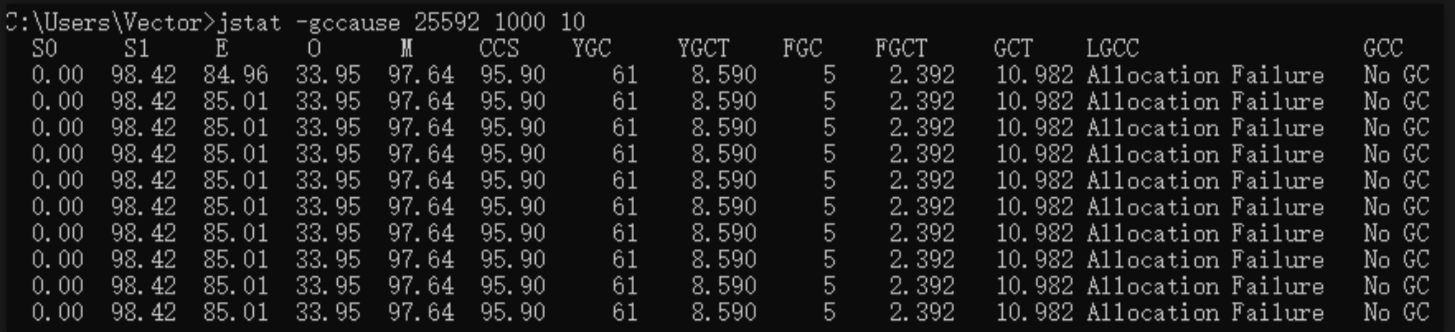 C:\Users\Vector>jstat -gccause 25592 1000 10
S0 S1 E O M CCS YGC YGCT FGC FGCT GCT LGCC GCC
0.00 98.42 84.96 33.95 97.64 95.90 61 8.590 5 2.392 10.982 Allocation Failure No GC
0.00 98.42 85.01 33.95 97.64 95.90 61 8.590 5 2.392 10.982 Allocation Failure No GC
0.00 98.42 85.01 33.95 97.64 95.90 61 8.590 5 2.392 10.982 Allocation Failure No GC
0.00 98.42 85.01 33.95 97.64 95.90 61 8.590 5 2.392 10.982 Allocation Failure No GC
0.00 98.42 85.01 33.95 97.64 95.90 61 8.590 5 2.392 10.982 Allocation Failure No GC
0.00 98.42 85.01 33.95 97.64 95.90 61 8.590 5 2.392 10.982 Allocation Failure No GC
0.00 98.42 85.01 33.95 97.64 95.90 61 8.590 5 2.392 10.982 Allocation Failure No GC
0.00 98.42 85.01 33.95 97.64 95.90 61 8.590 5 2.392 10.982 Allocation Failure No GC
0.00 98.42 85.01 33.95 97.64 95.90 61 8.590 5 2.392 10.982 Allocation Failure No GC
0.00 98.42 85.01 33.95 97.64 95.90 61 8.590 5 2.392 10.982 Allocation Failure No GC